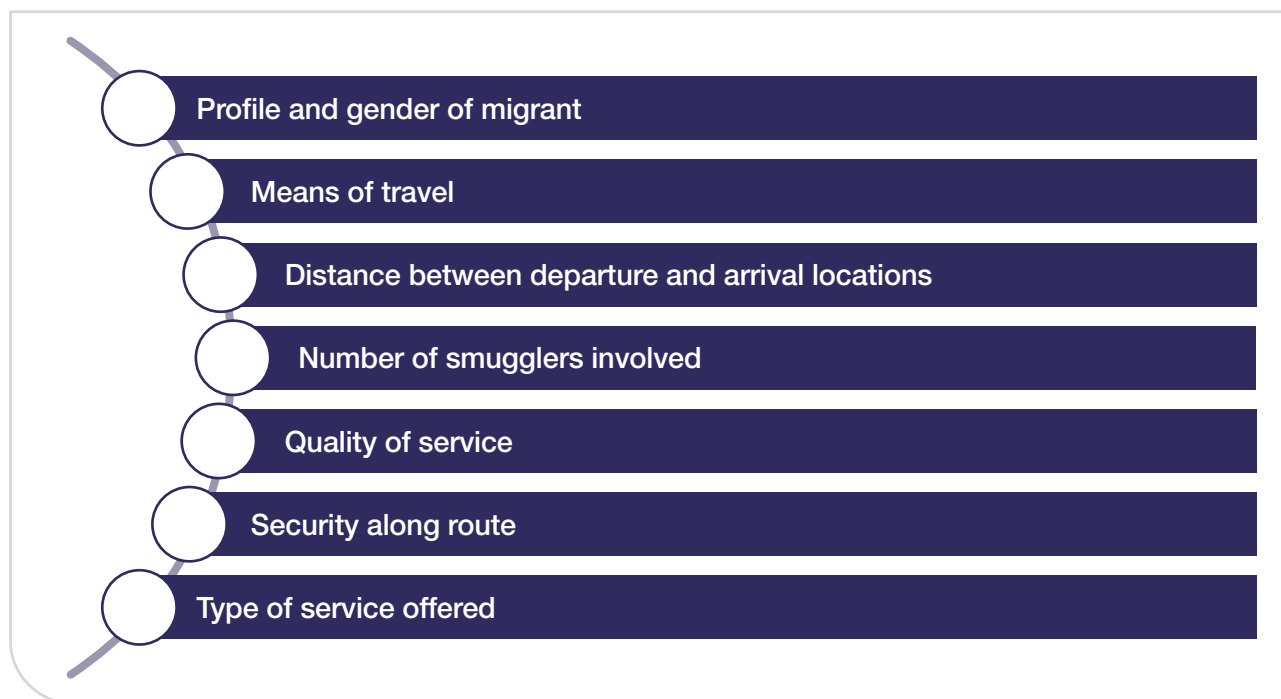 Profile and gender of migrant
Means of travel
Distance between departure and arrival locations
Number of smugglers involved
Quality of service
Security along route
Type of service offered